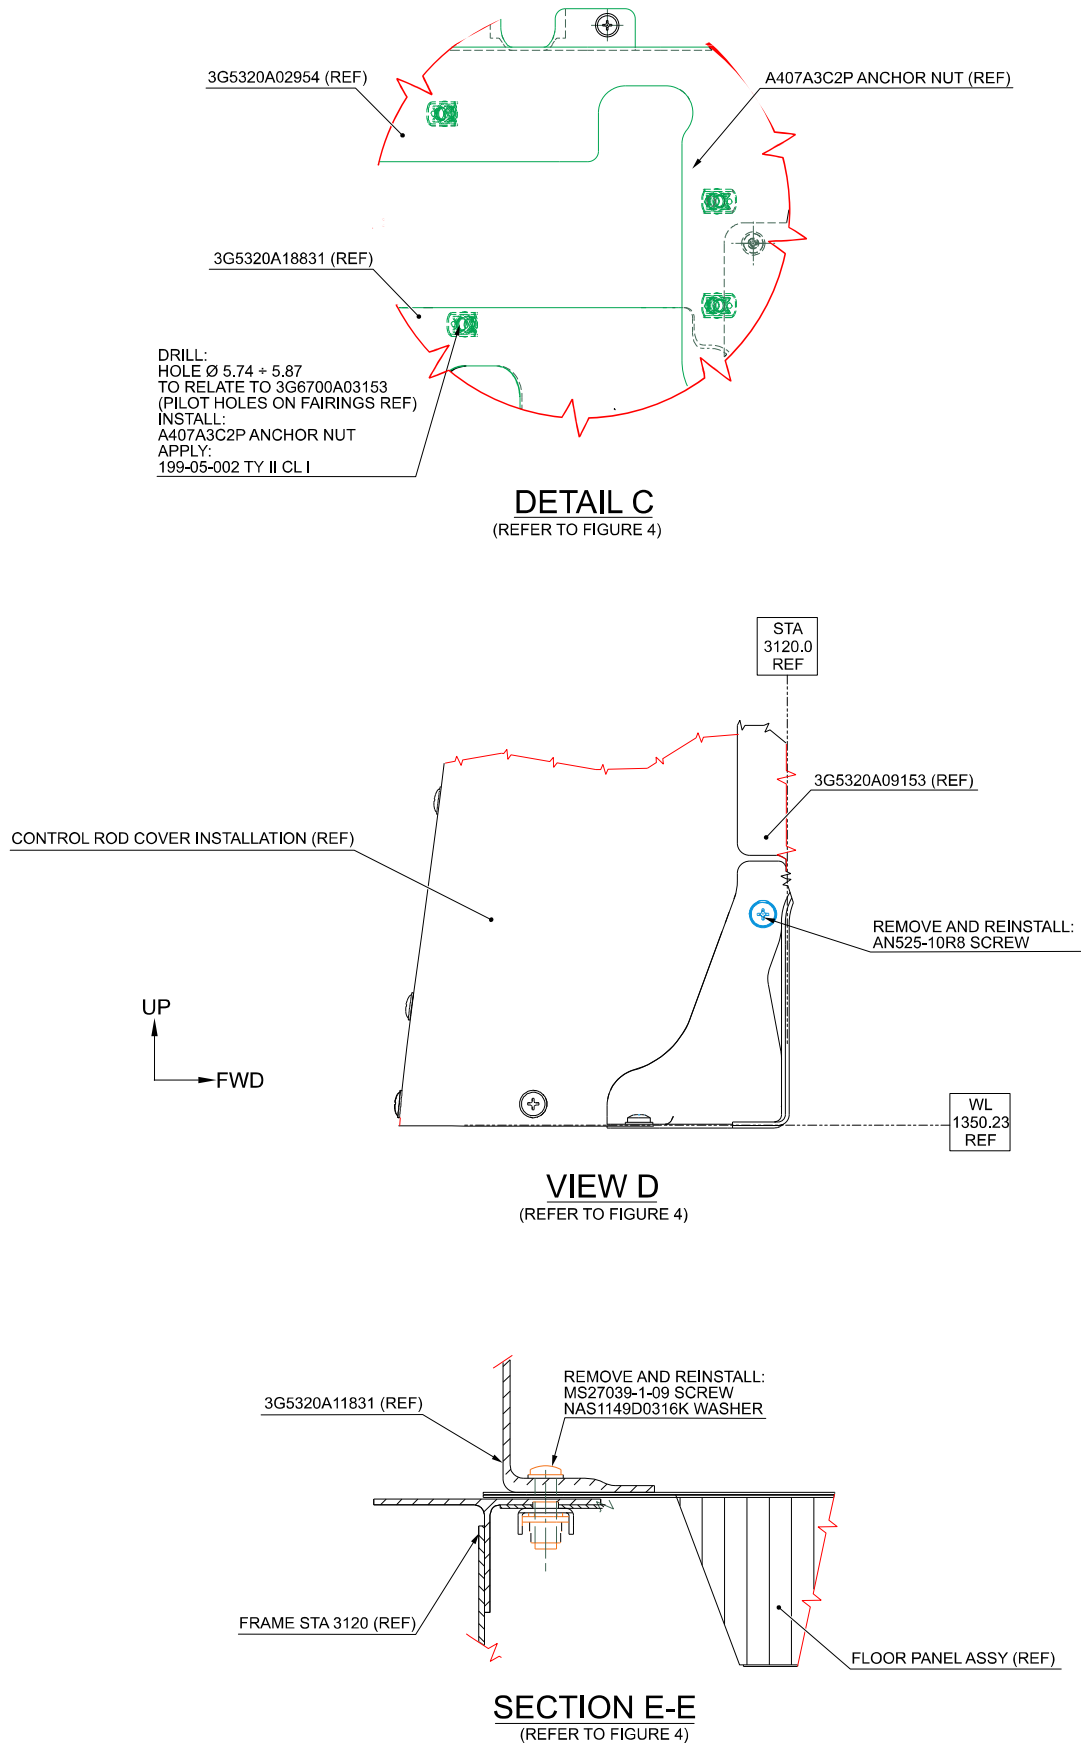 3G5320A02954 (REF)
A407A3C2P ANCHOR NUT (REF)
3G5320A18831 (REF)
DRILL:
HOLE Ø 5.74 ÷ 5.87
TO RELATE TO 3G6700A03153
(PILOT HOLES ON FAIRINGS REF)
INSTALL:
A407A3C2P ANCHOR NUT
APPLY:
199-05-002 TY II CL I
DETAIL C
(REFER TO FIGURE 4)
STA
3120.0
REF
3G5320A09153 (REF)
CONTROL ROD COVER INSTALLATION (REF)
REMOVE AND REINSTALL:
AN525-10R8 SCREW
UP
FWD
WL
1350.23
REF
VIEW D
(REFER TO FIGURE 4)
REMOVE AND REINSTALL:
MS27039-1-09 SCREW
NAS1149D0316K WASHER
3G5320A11831 (REF)
FRAME STA 3120 (REF)
FLOOR PANEL ASSY (REF)
SECTION E-E
(REFER TO FIGURE 4)